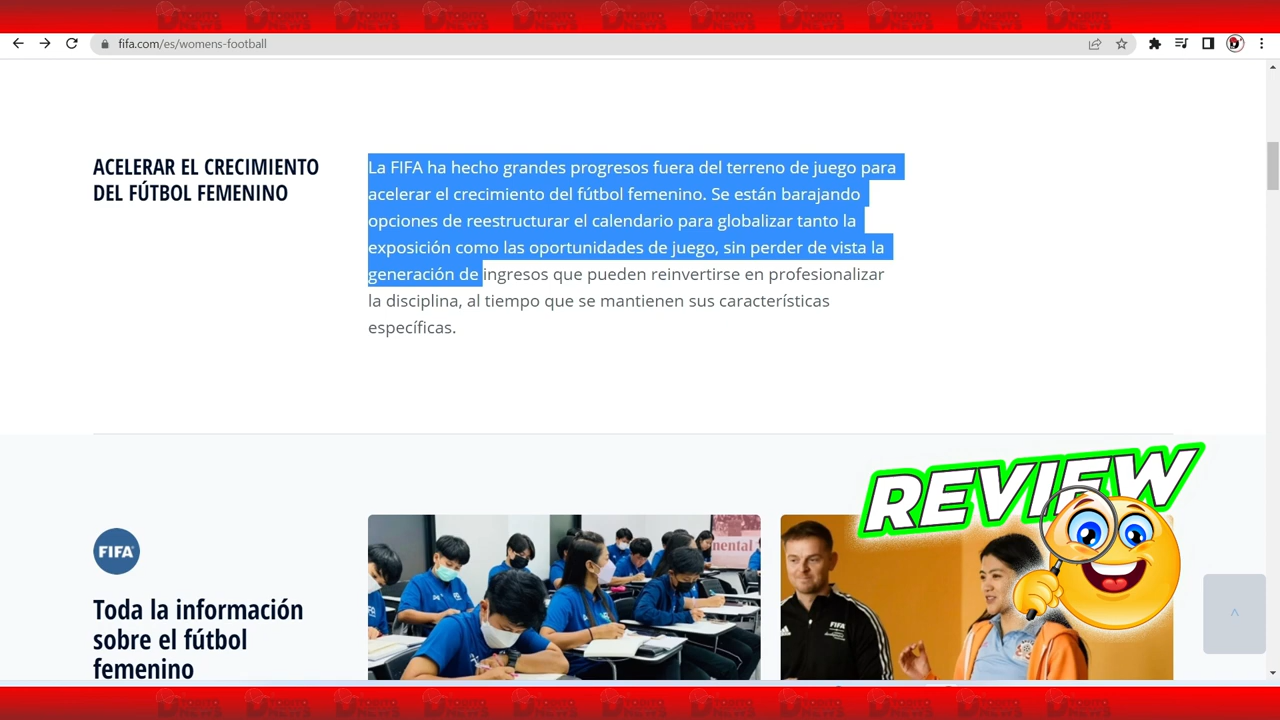 fifa.com/es/womens-football
ACELERAR EL CRECIMIENTO
DEL FÚTBOL FEMENINO
La FIFA ha hecho grandes progresos fuera del terreno de juego para
acelerar el crecimiento del fútbol femenino. Se están barajando
opciones de reestructurar el calendario para globalizar tanto la
exposición como las oportunidades de juego, sin perder de vista la
generación de ingresos que pueden reinvertirse en profesionalizar
la disciplina, al tiempo que se mantienen sus características
específicas.
REVIEW
FIFA
Toda la información
sobre el fútbol
femenino
FIFA